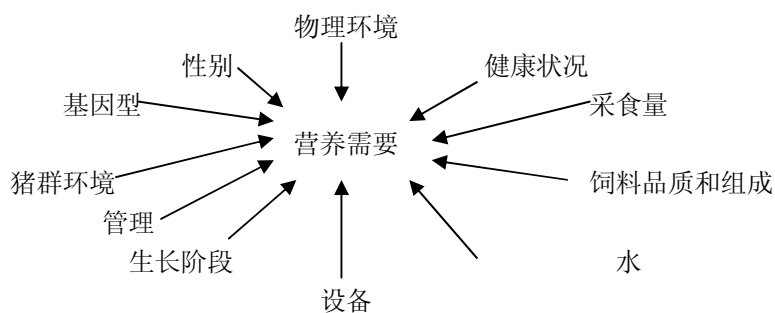 物理环境
性别
健康状况
基因型
采食量
营养需要
猪群环境
饲料品质和组成
管理
生长阶段
水
设备